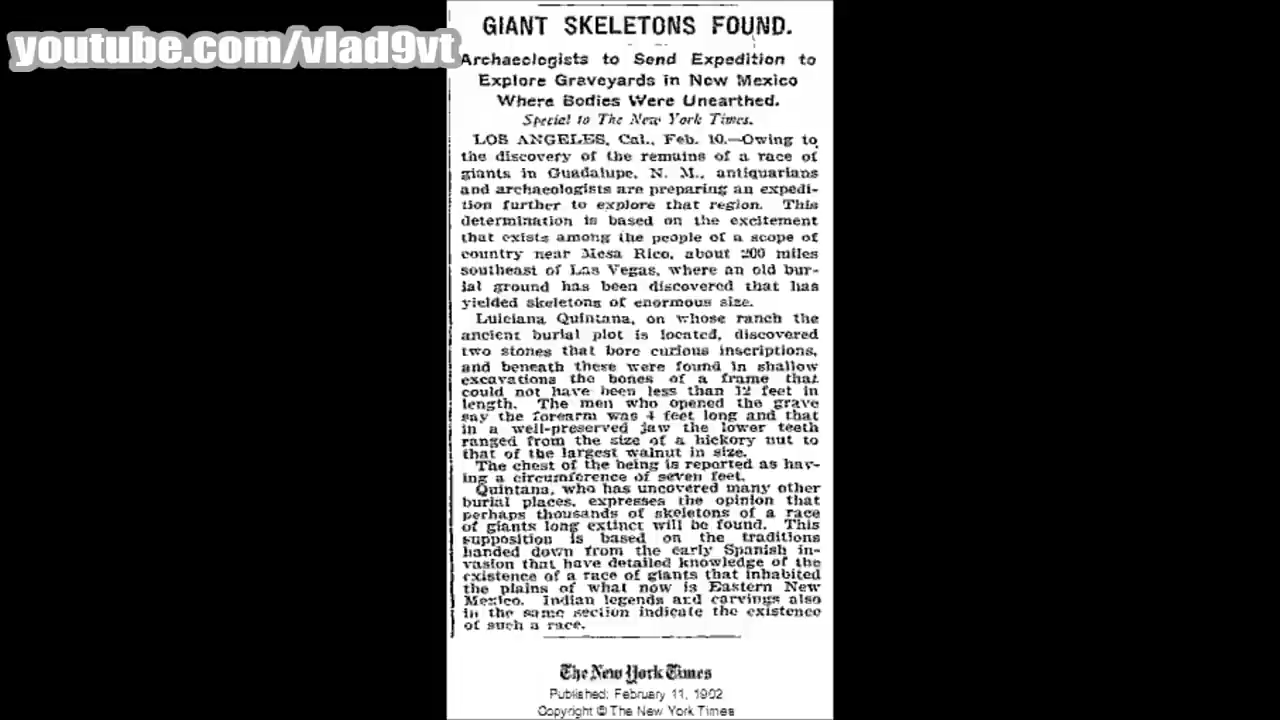 youtube.com/vlad9vt
GIANT SKELETONS FOUND.
Archaeologists to Send Expedition to
Explore Graveyards in New Mexico
Where Bodies Were Unearthed.
Special to The New York Times.
LOS ANGELES, Cal., Feb. 10.—Owing to
the discovery of the remains of a race of
giants in Guadalupe, N. M., antiquarians
and archaeologists are preparing an expedi-
tion further to explore that region. This
determination is based on the excitement
that exists among the people of a scope of
country near Mesa Rico, about 200 miles
southeast of Las Vegas, where an old bur-
ial ground has been discovered that has
yielded skeletons of enormous size.
Luiciana Quintana, on whose ranch the
ancient burial plot is located, discovered
two stones that bore curious inscriptions,
and beneath these were found in shallow
excavations the bones of a frame that
could not have been less than 12 feet in
length. The men who opened the grave
say the forearm was 4 feet long and that
in a well-preserved jaw the lower teeth
ranged from the size of a hickory nut to
that of the largest walnut in size.
The chest of the being is reported as hav-
ing a circumference of seven feet.
Quintana, who has uncovered many other
burial places, expresses the opinion that
perhaps thousands of skeletons of a race
of giants long extinct will be found. This
supposition is based on the traditions
handed down from the early Spanish in-
vasion that have detailed knowledge of the
existence of a race of giants that inhabited
the plains of what now is Eastern New
Mexico. Indian legends and carvings also
in the same section indicate the existence
of such a race.
The New York Times
Published: February 11, 1902
Copyright © The New York Times